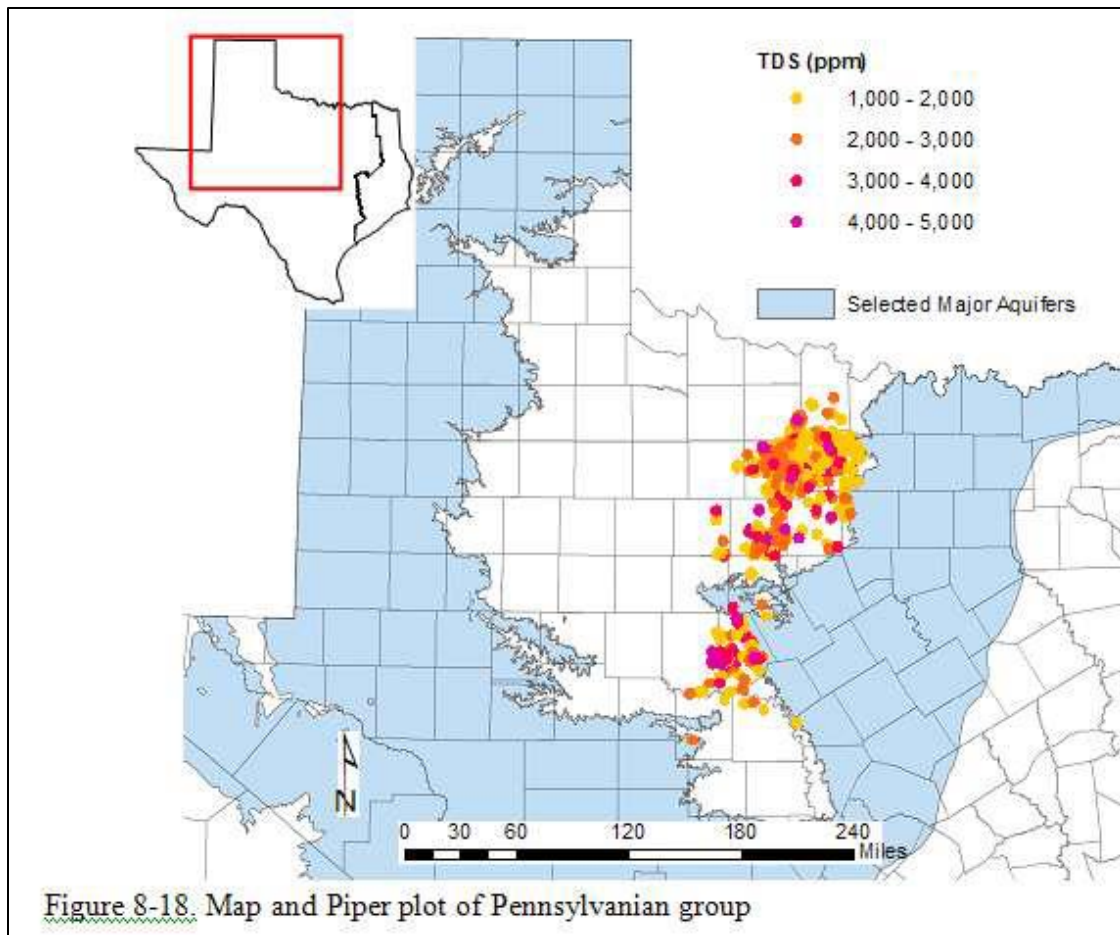 TDS (ppm)
1,000 - 2,000
2,000 - 3,000
3,000 - 4,000
4,000 - 5,000
Selected Major Aquifers
N
0 30 60 120 180 240
Miles
Figure 8-18. Map and Piper plot of Pennsylvanian group